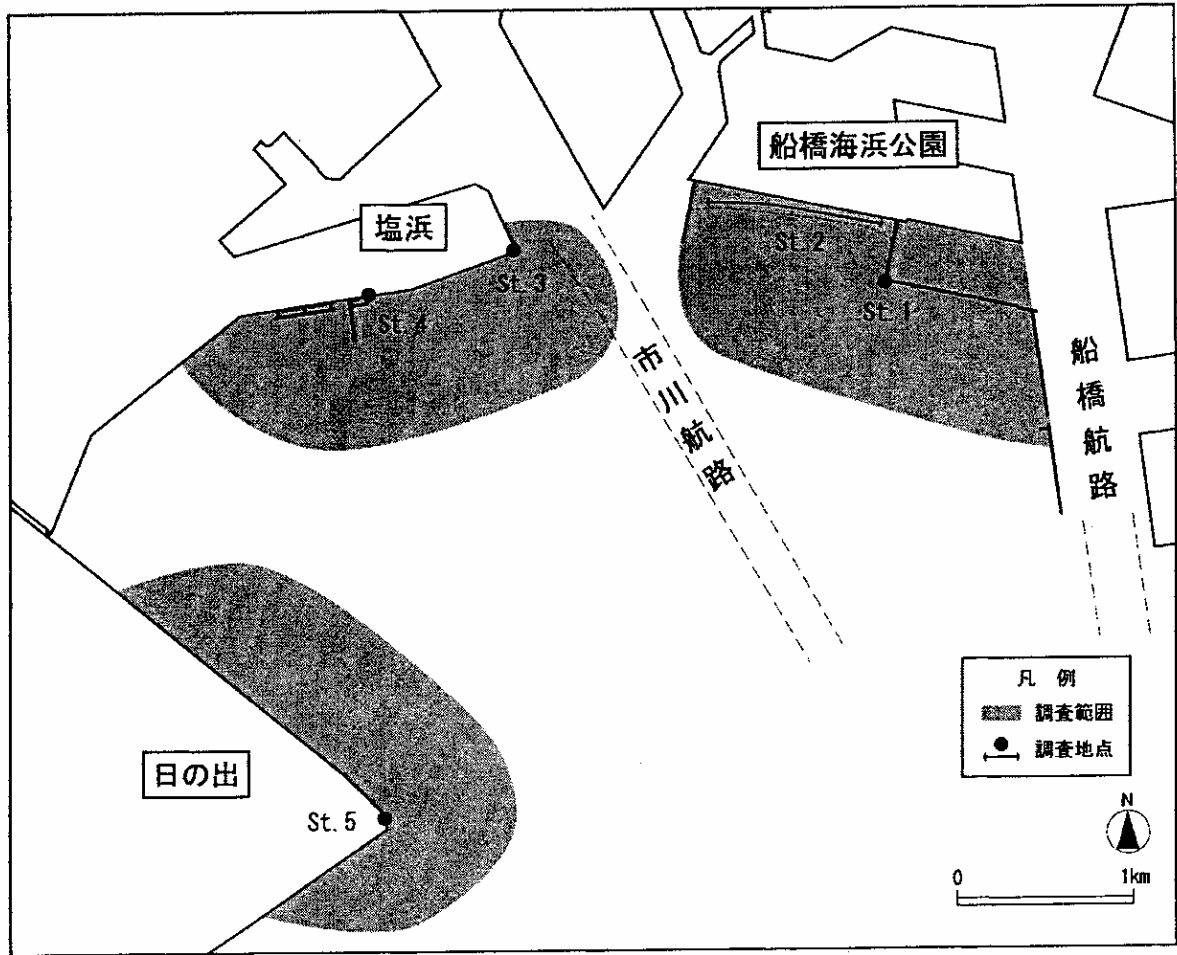 船橋海浜公園
塩浜
St. 2
St. 3
St. 1
St. 4
市川航路
船橋航路
凡 例
調査範囲
調査地点
日の出
St. 5
N
0
1km